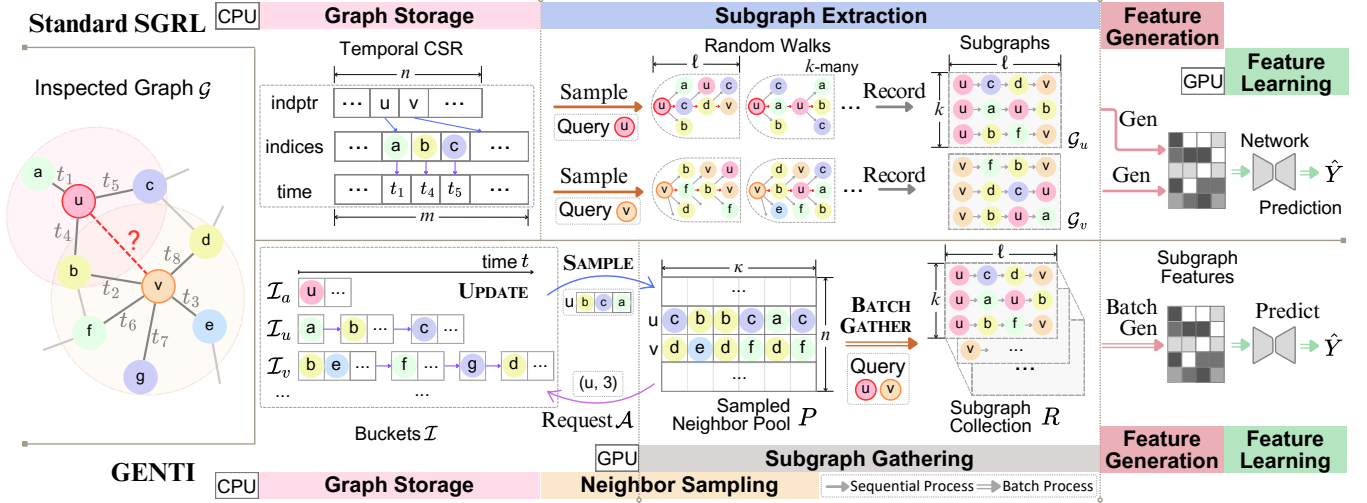 Standard SGRL
CPU
Graph Storage
Subgraph Extraction
Feature
Generation
GPU
Feature
Learning
Inspected Graph 𝒢
a
t₁
t₅
c
u
t₄
?
d
b
t₈
t₂
v
t₃
f
t₆
e
t₇
g
Temporal CSR
n
indptr
··· u v ···
indices
··· a b c ···
time
··· t₁ t₄ t₅ ···
m
Random Walks
ℓ
k-many
Sample
Query u
a u c
u c d v
b
a
u a u b
c
···
Record
Sample
Query v
b v u
v f b v
d f
d v c
v b u a
e f b
···
Record
Subgraphs
ℓ
k
u c d v
u a u b
u b f v
𝒢ᵤ
v f b v
v d c u
v b u a
𝒢ᵥ
Gen
Gen
Network
Ŷ
Prediction
time t
UPDATE
ℐₐ u ···
ℐᵤ a b ··· c ···
ℐᵥ b e ··· f ··· g ··· d ···
··· ···
Buckets ℐ
SAMPLE
u b c a
(u, 3)
Request 𝒜
κ
···
u c b b c a c
v d e d f d f
···
n
Sampled
Neighbor Pool P
BATCH
GATHER
Query
u v
ℓ
k
u c d v
u a u b
u b f v
v ···
···
Subgraph
Collection R
Subgraph
Features
Batch
Gen
Predict
Ŷ
GENTI
CPU
Graph Storage
Neighbor Sampling
GPU
Subgraph Gathering
Sequential Process
Batch Process
Feature
Generation
Feature
Learning